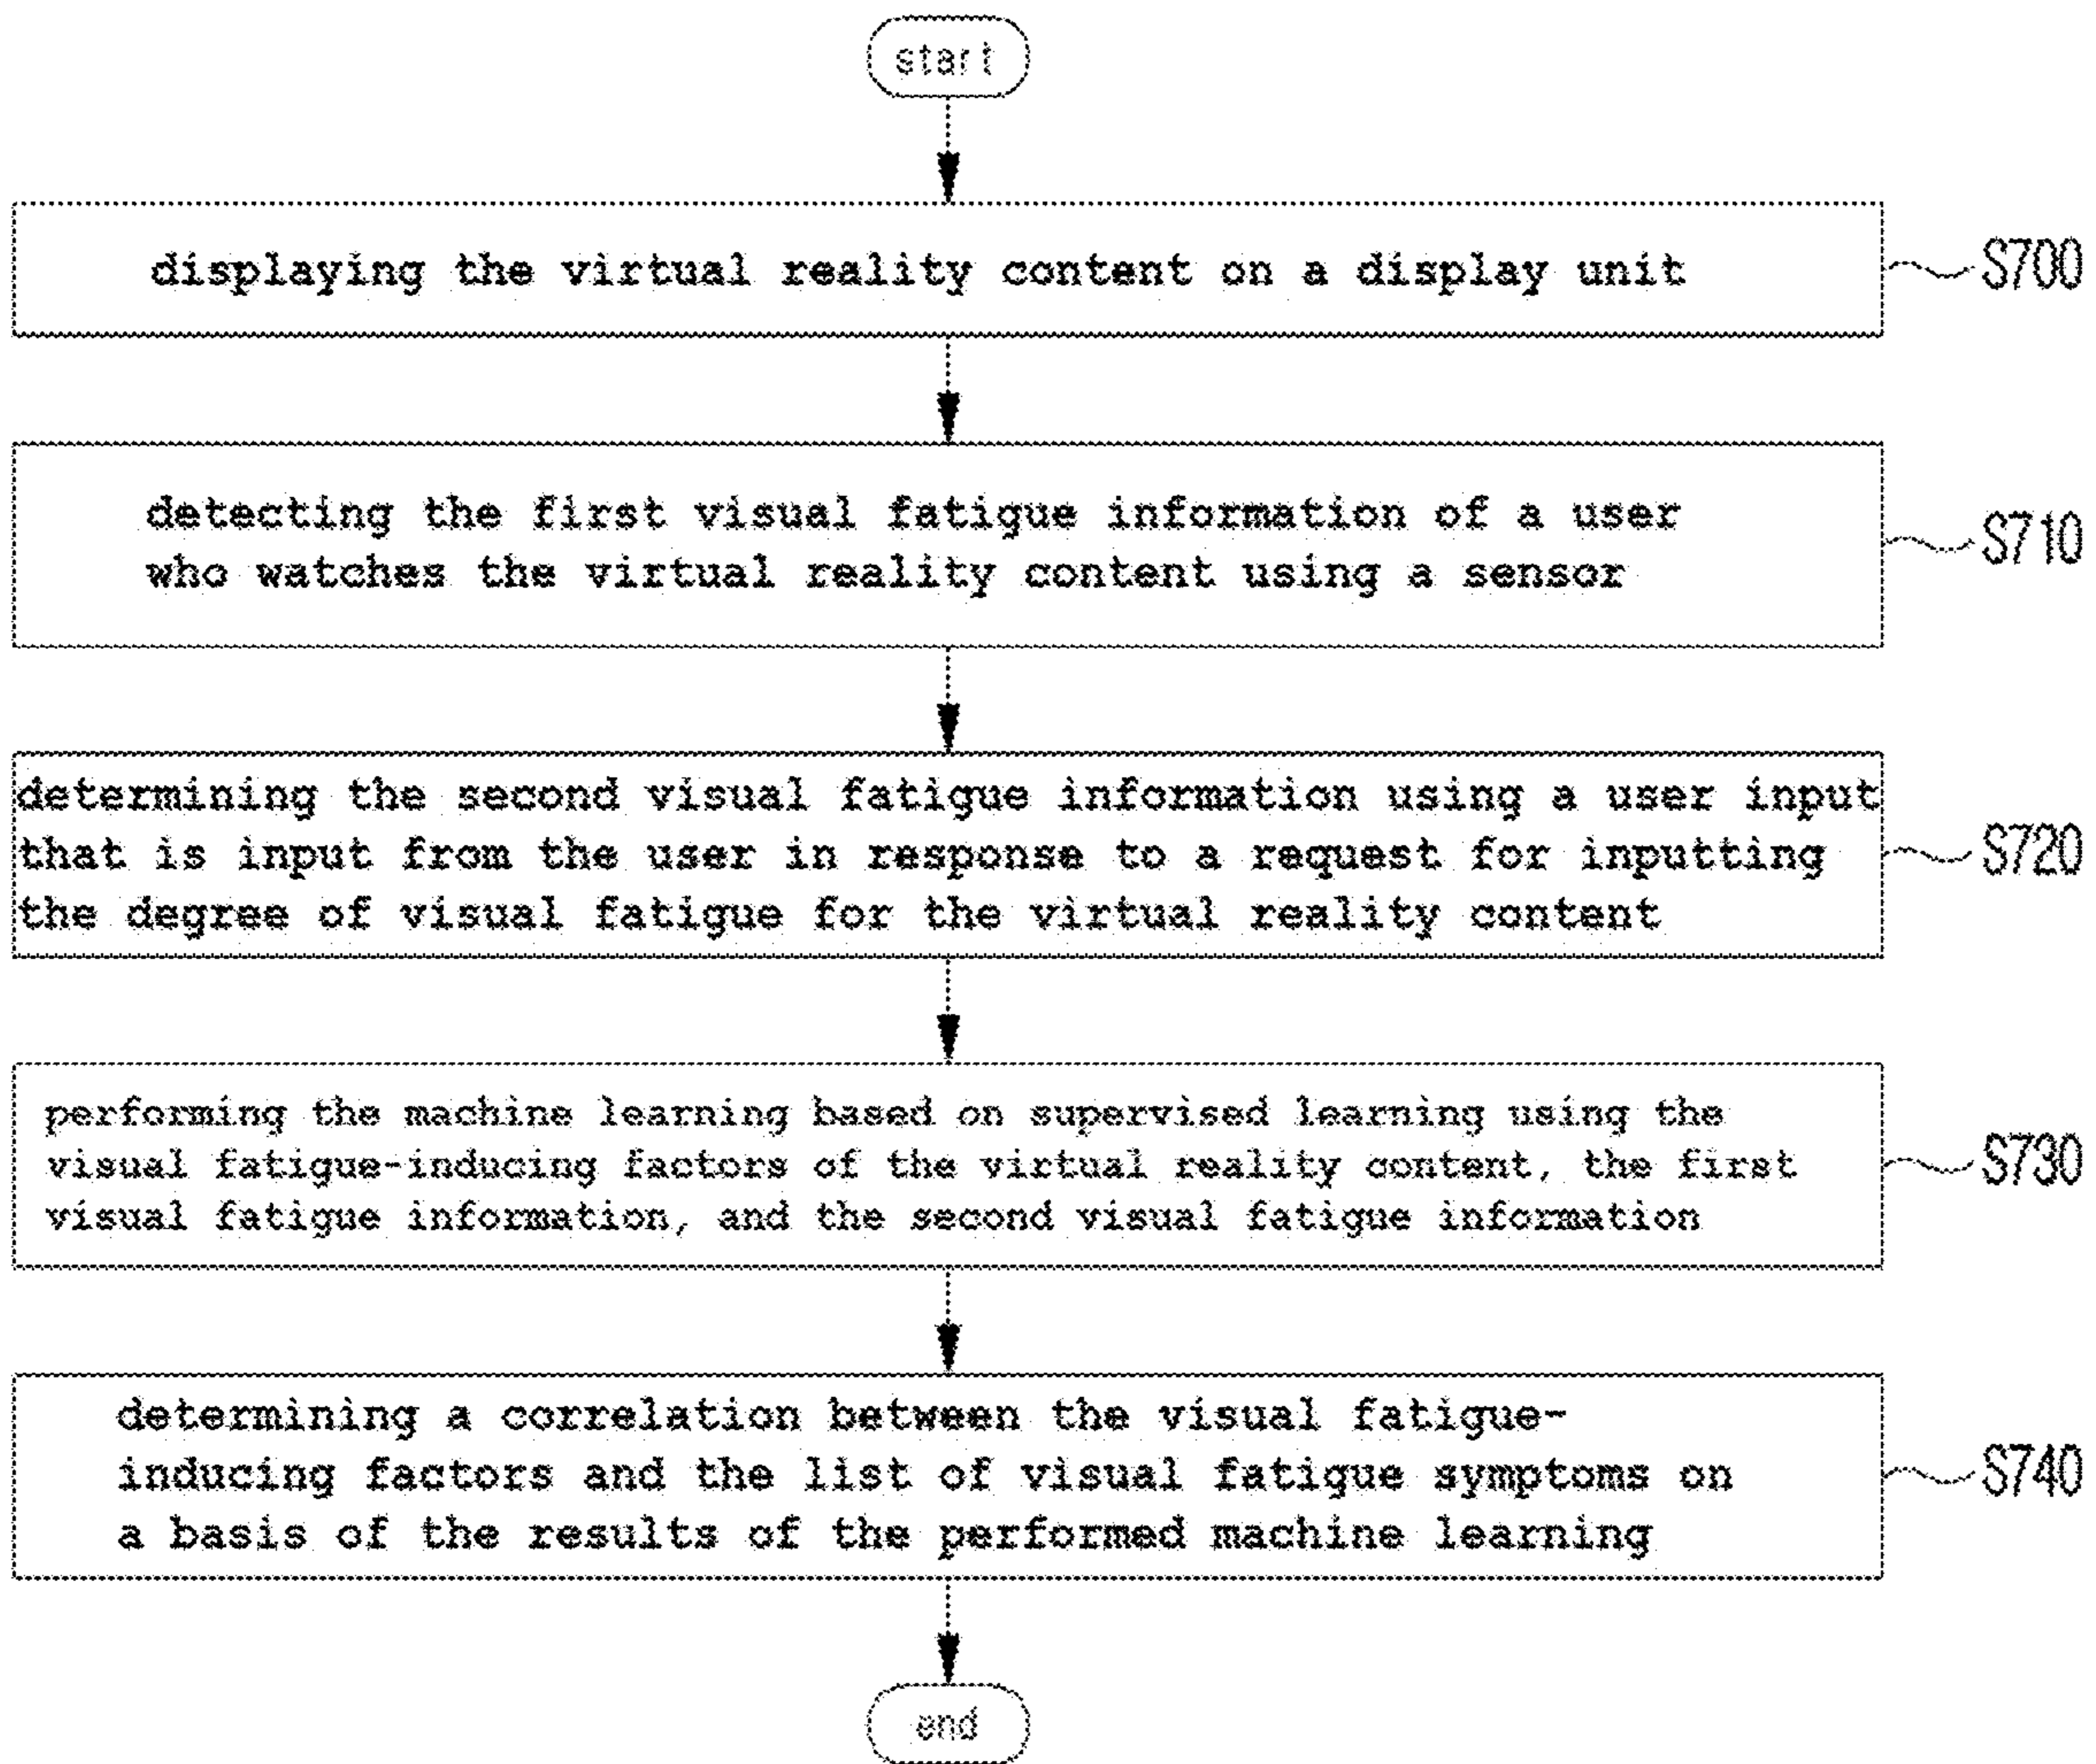 start
displaying the virtual reality content on a display unit
S700
detecting the first visual fatigue information of a user
who watches the virtual reality content using a sensor
S710
determining the second visual fatigue information using a user input
that is input from the user in response to a request for inputting
the degree of visual fatigue for the virtual reality content
S720
performing the machine learning based on supervised learning using the
visual fatigue-inducing factors of the virtual reality content, the first
visual fatigue information, and the second visual fatigue information
S730
determining a correlation between the visual fatigue-
inducing factors and the list of visual fatigue symptoms on
a basis of the results of the performed machine learning
S740
end